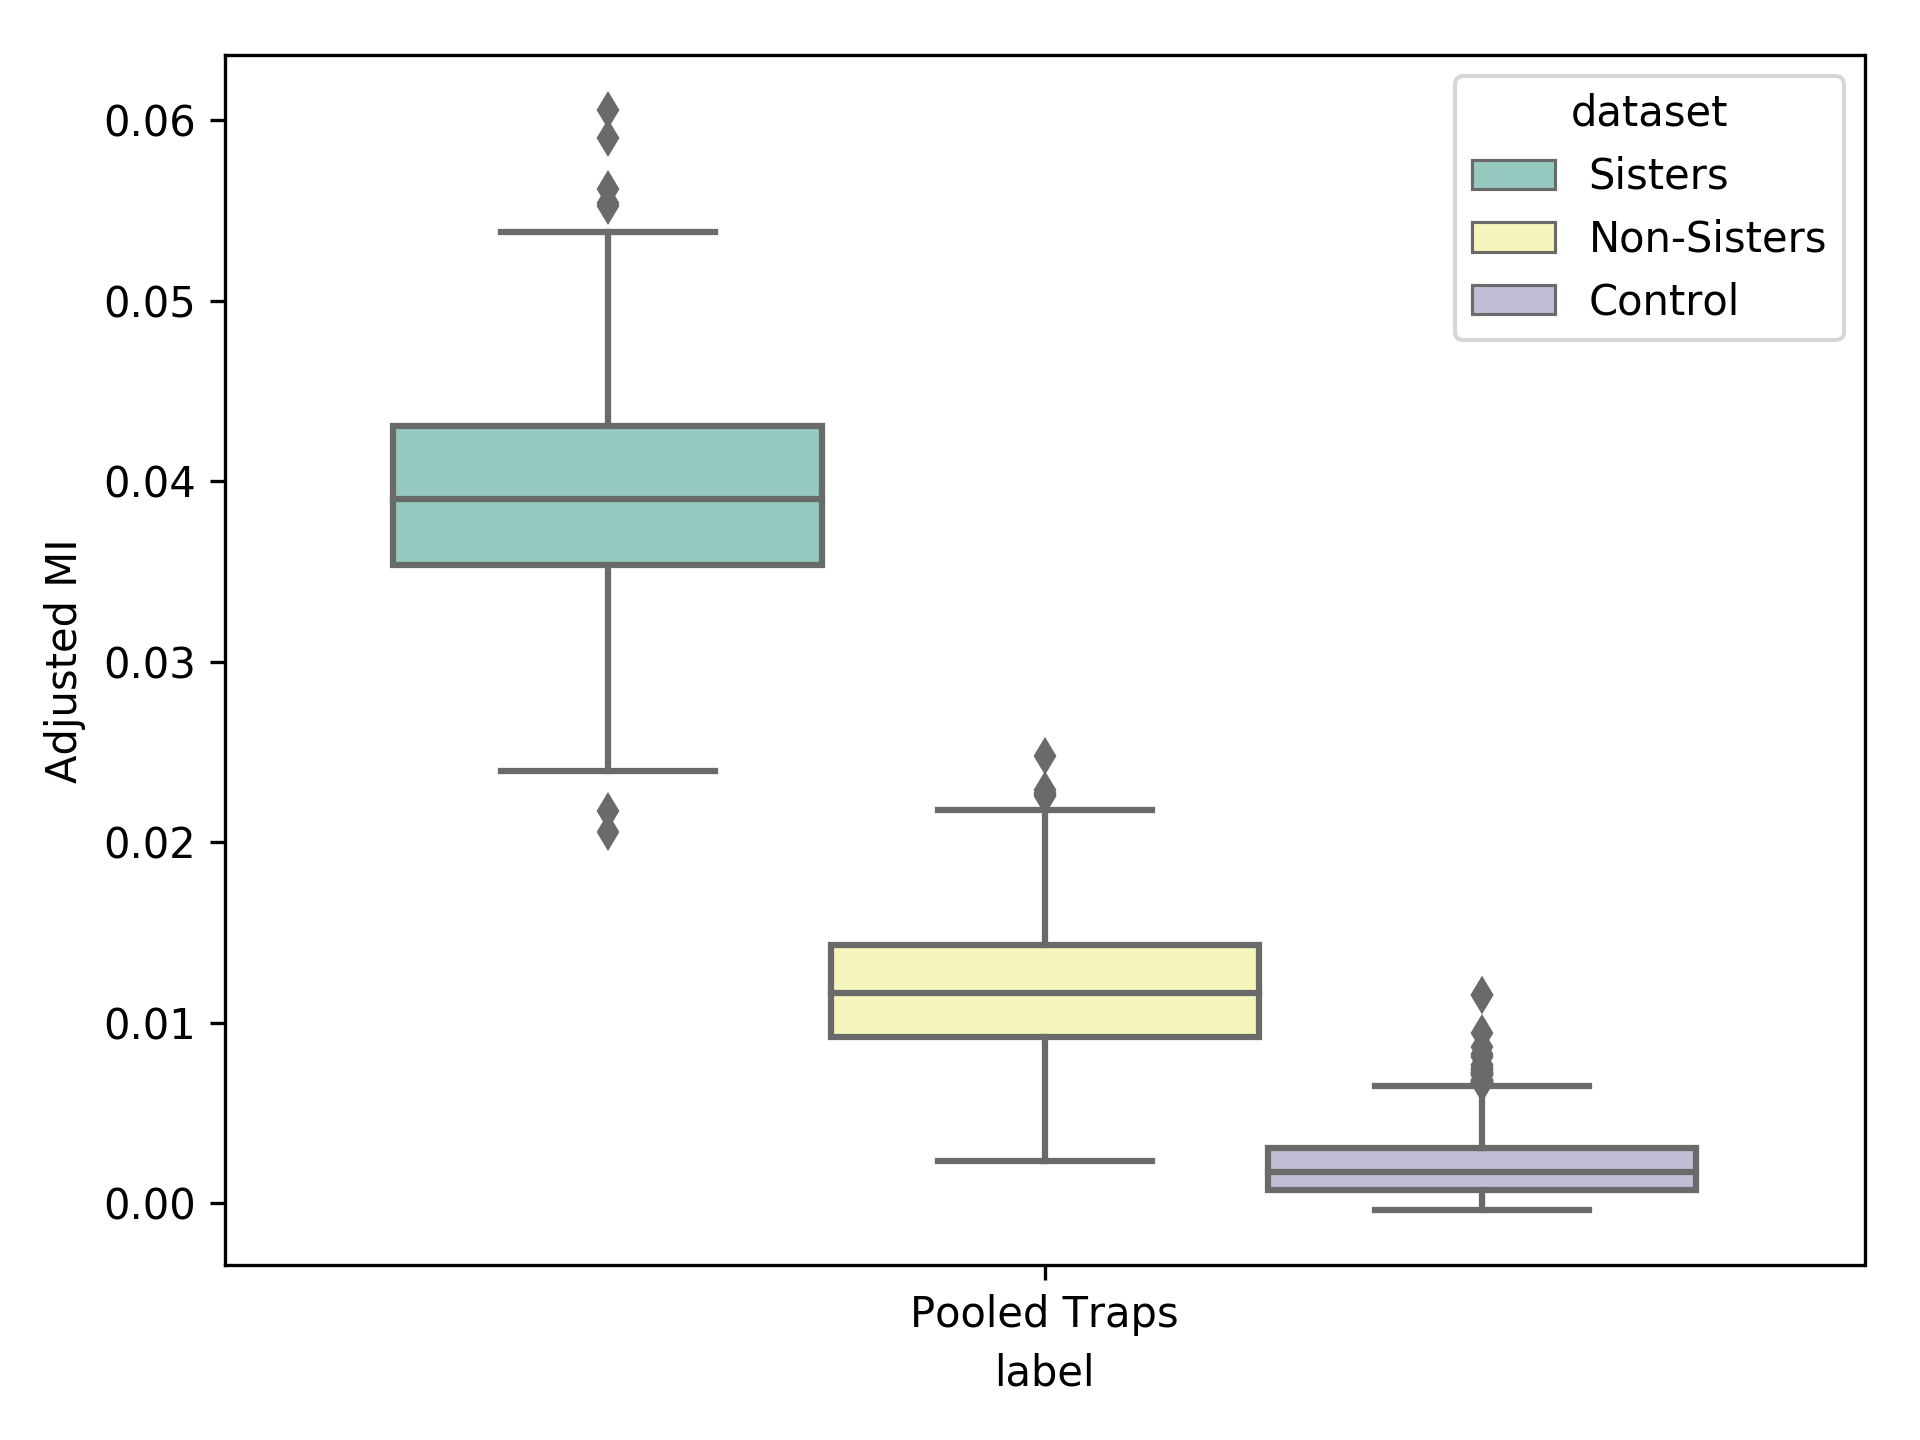 dataset
Sisters
Non-Sisters
Control
Adjusted MI
0.06
0.05
0.04
0.03
0.02
0.01
0.00
Pooled Traps
label